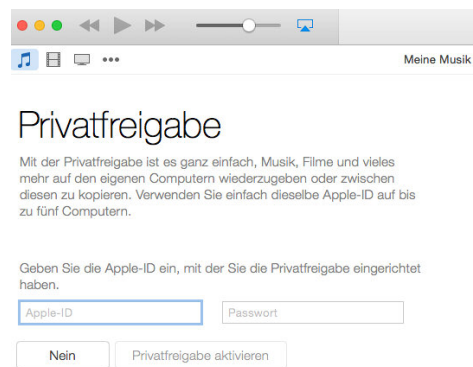 Meine Musik
Privatfreigabe
Mit der Privatfreigabe ist es ganz einfach, Musik, Filme und vieles
mehr auf den eigenen Computern wiederzugeben oder zwischen
diesen zu kopieren. Verwenden Sie einfach dieselbe Apple-ID auf bis
zu fünf Computern.
Geben Sie die Apple-ID ein, mit der Sie die Privatfreigabe eingerichtet
haben.
Apple-ID Passwort
Nein Privatfreigabe aktivieren